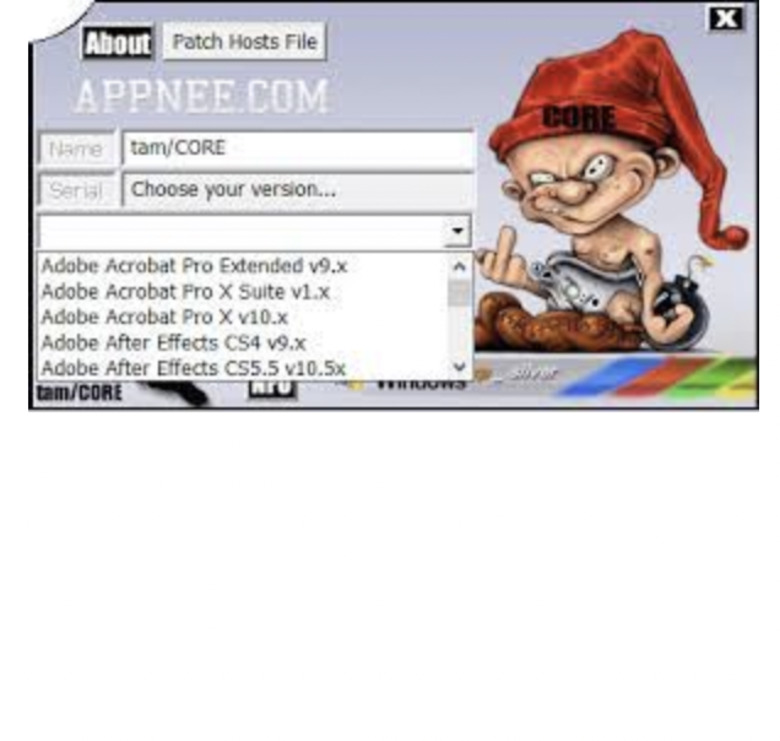 About Patch Hosts File
APPNEE.COM
CORE
Name tam/CORE
Serial Choose your version...
Adobe Acrobat Pro Extended v9.x
Adobe Acrobat Pro X Suite v1.x
Adobe Acrobat Pro X v10.x
Adobe After Effects CS4 v9.x
Adobe After Effects CS5.5 v10.5x
tam/CORE NFO Windows